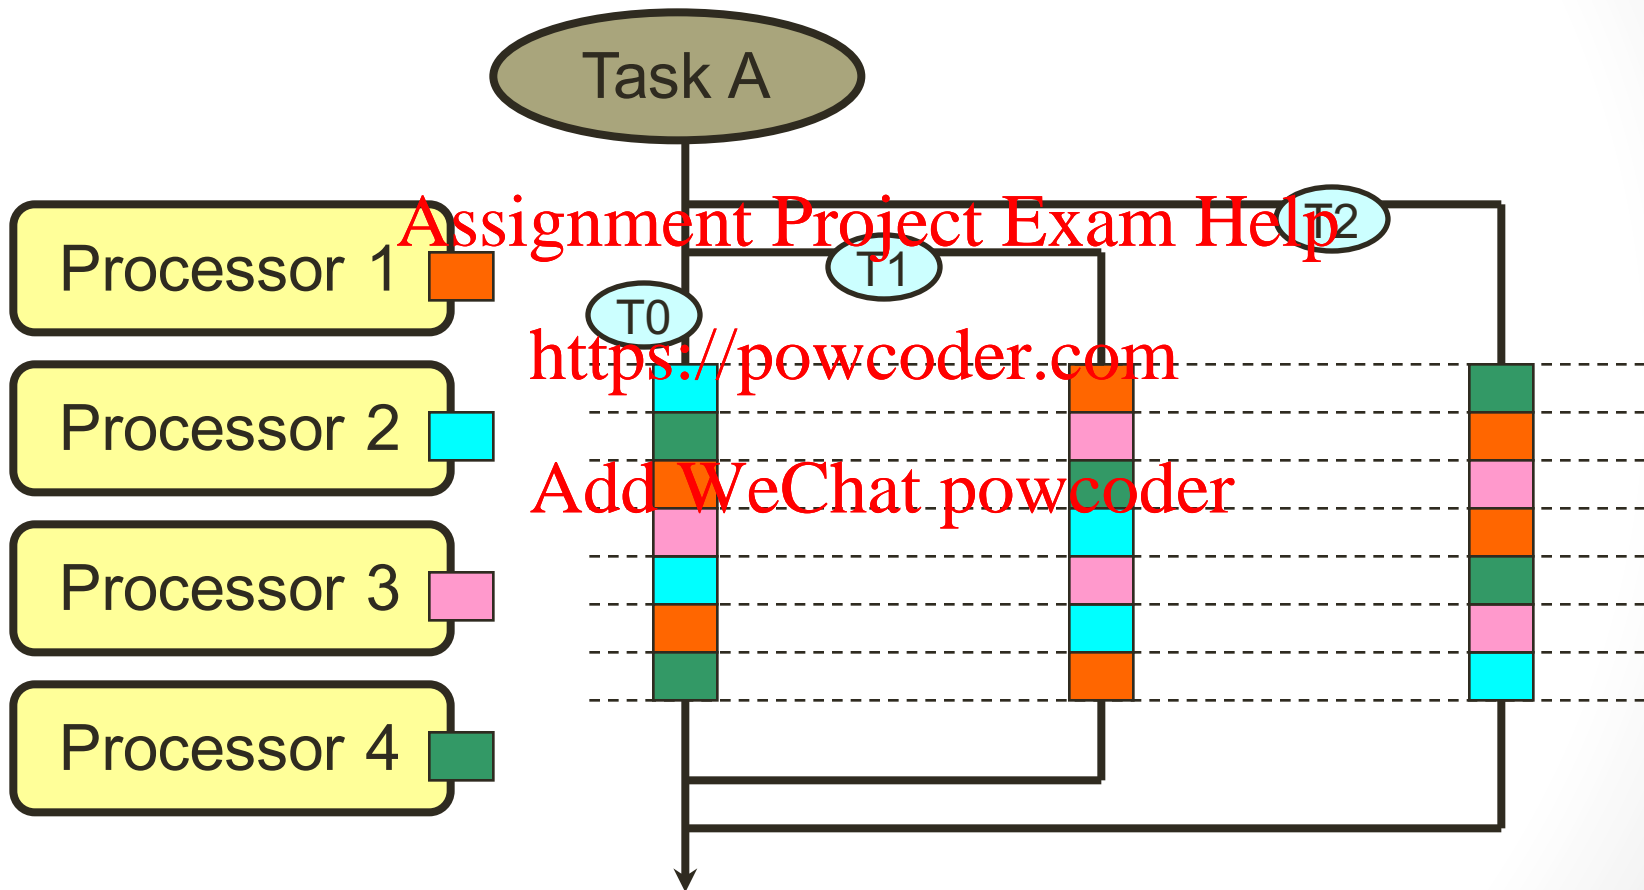 Task A
Assignment Project Exam Help
T2
Processor 1
T1
T0
https://powcoder.com
Processor 2
Add WeChat powcoder
Processor 3
Processor 4